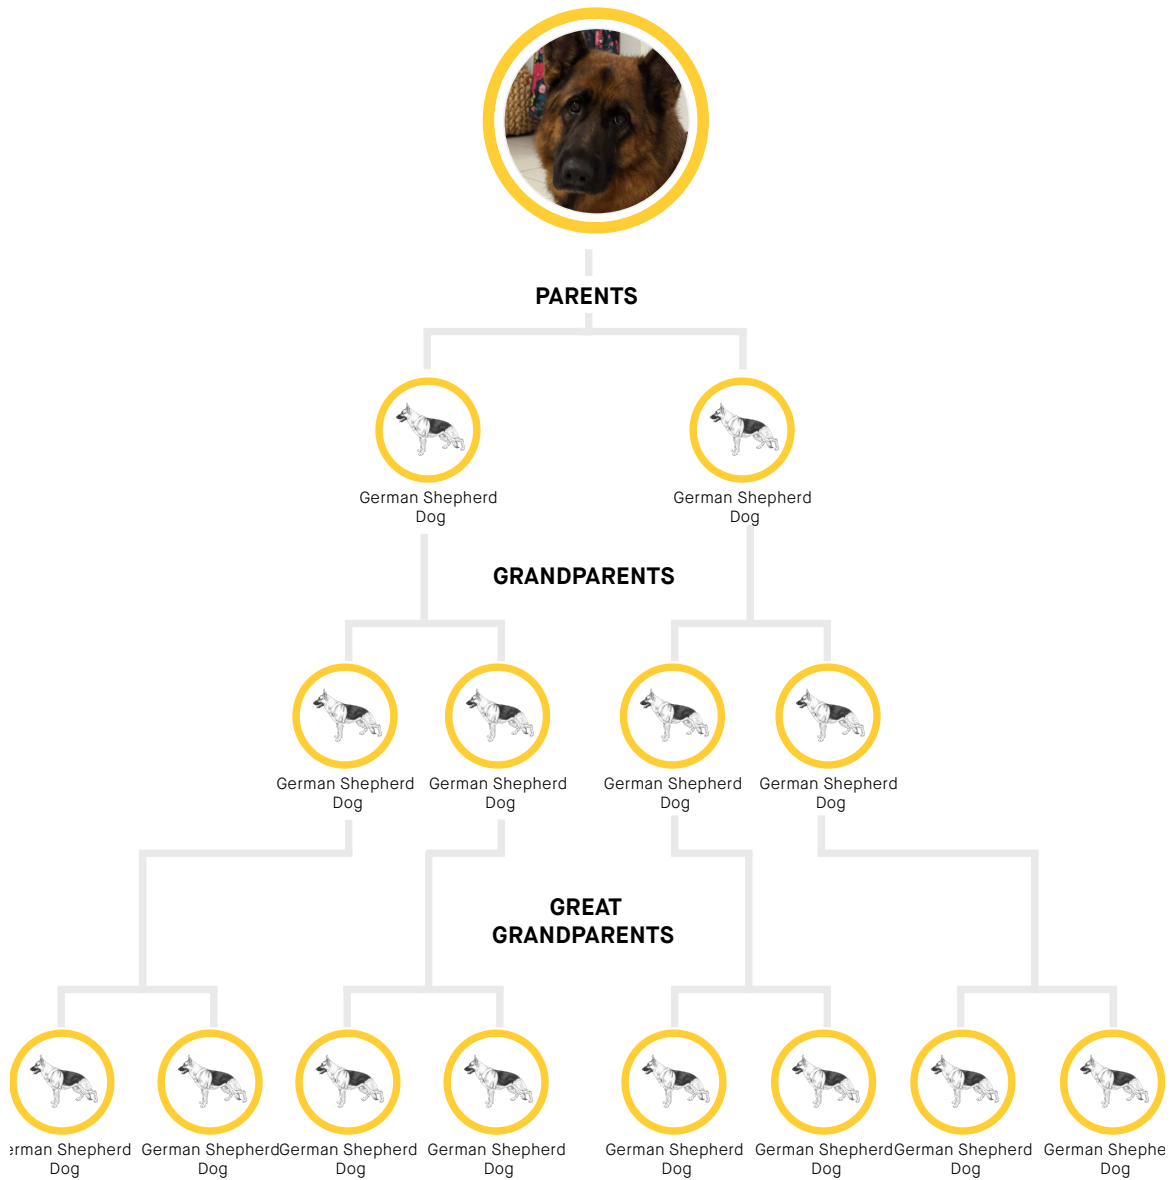 PARENTS
German Shepherd German Shepherd
Dog Dog
GRANDPARENTS
German Shepherd German Shepherd German Shepherd German Shepherd
Dog Dog Dog Dog
GREAT
GRANDPARENTS
erman Shepherd German Shepherd German Shepherd German Shepherd German Shepherd German Shepherd German Shepherd German Shephe
Dog Dog Dog Dog Dog Dog Dog Dog